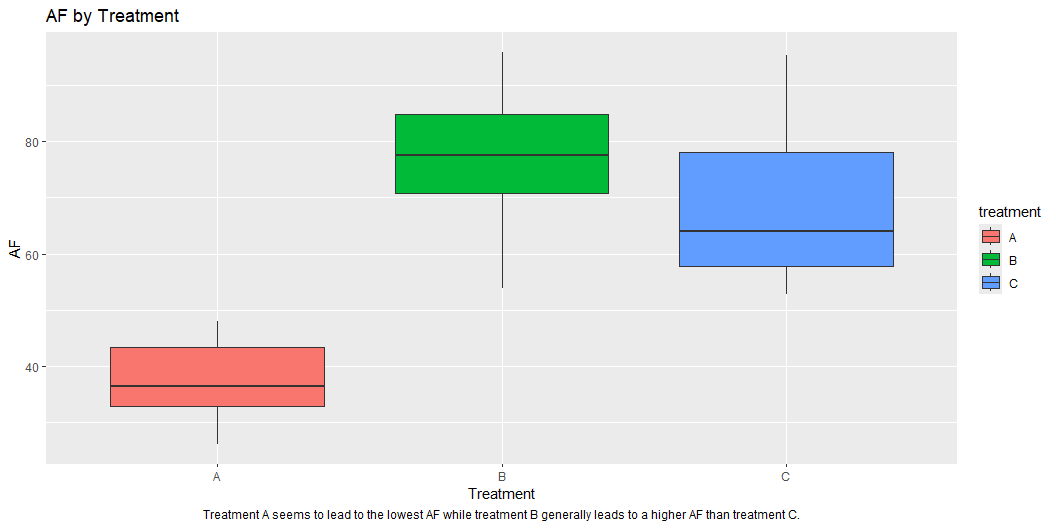 AF by Treatment
80
60
40
AF
A
B
C
Treatment
Treatment A seems to lead to the lowest AF while treatment B generally leads to a higher AF than treatment C.
treatment
A
B
C